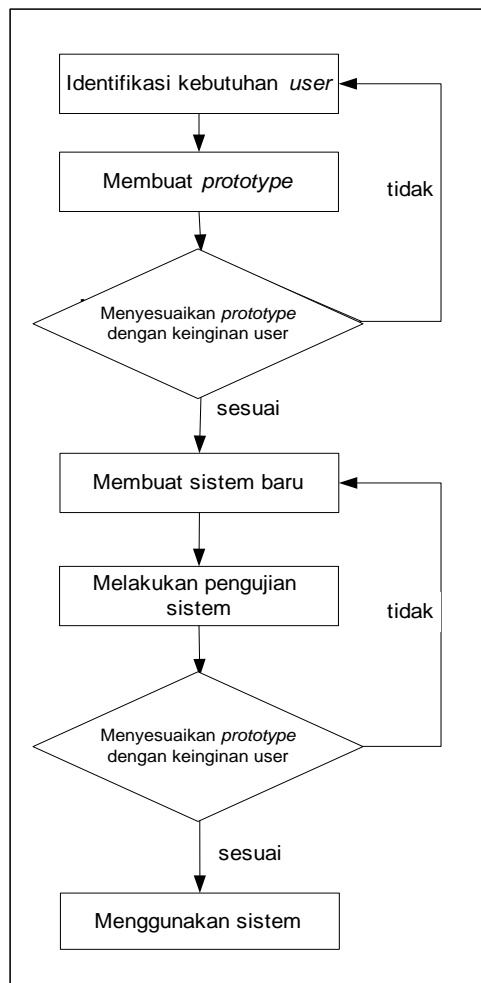 Identifikasi kebutuhan user
Membuat prototype
tidak
Menyesuaikan prototype
dengan keinginan user
sesuai
Membuat sistem baru
Melakukan pengujian
sistem
tidak
Menyesuaikan prototype
dengan keinginan user
sesuai
Menggunakan sistem